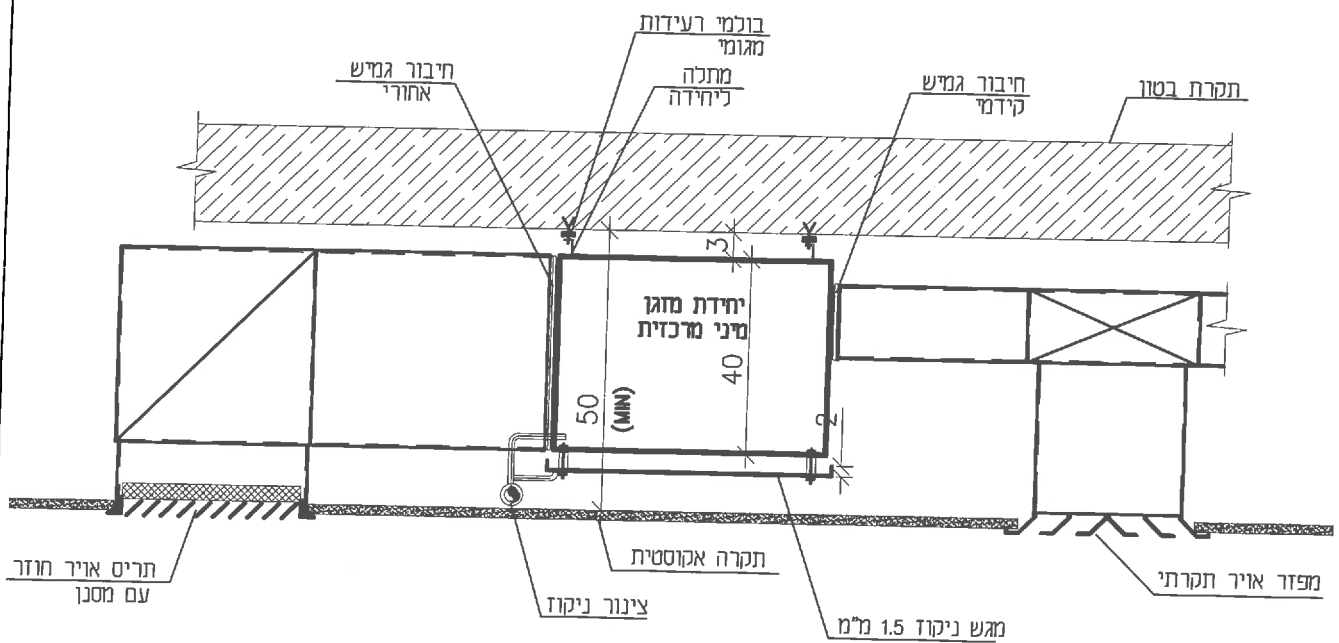 בולמי רעידות
מגומי
חיבור גמיש
אחורי
מתלה
ליחידה
חיבור גמיש
קידמי
תקרת בטון
3
יחידת מזגן
מיני מרכזית
40
50
(MIN)
2
תריס אויר חוזר
עם מסנן
צינור ניקוז
תקרה אקוסטית
מגש ניקוז 1.5 מ"מ
מפזר אויר תקרתי